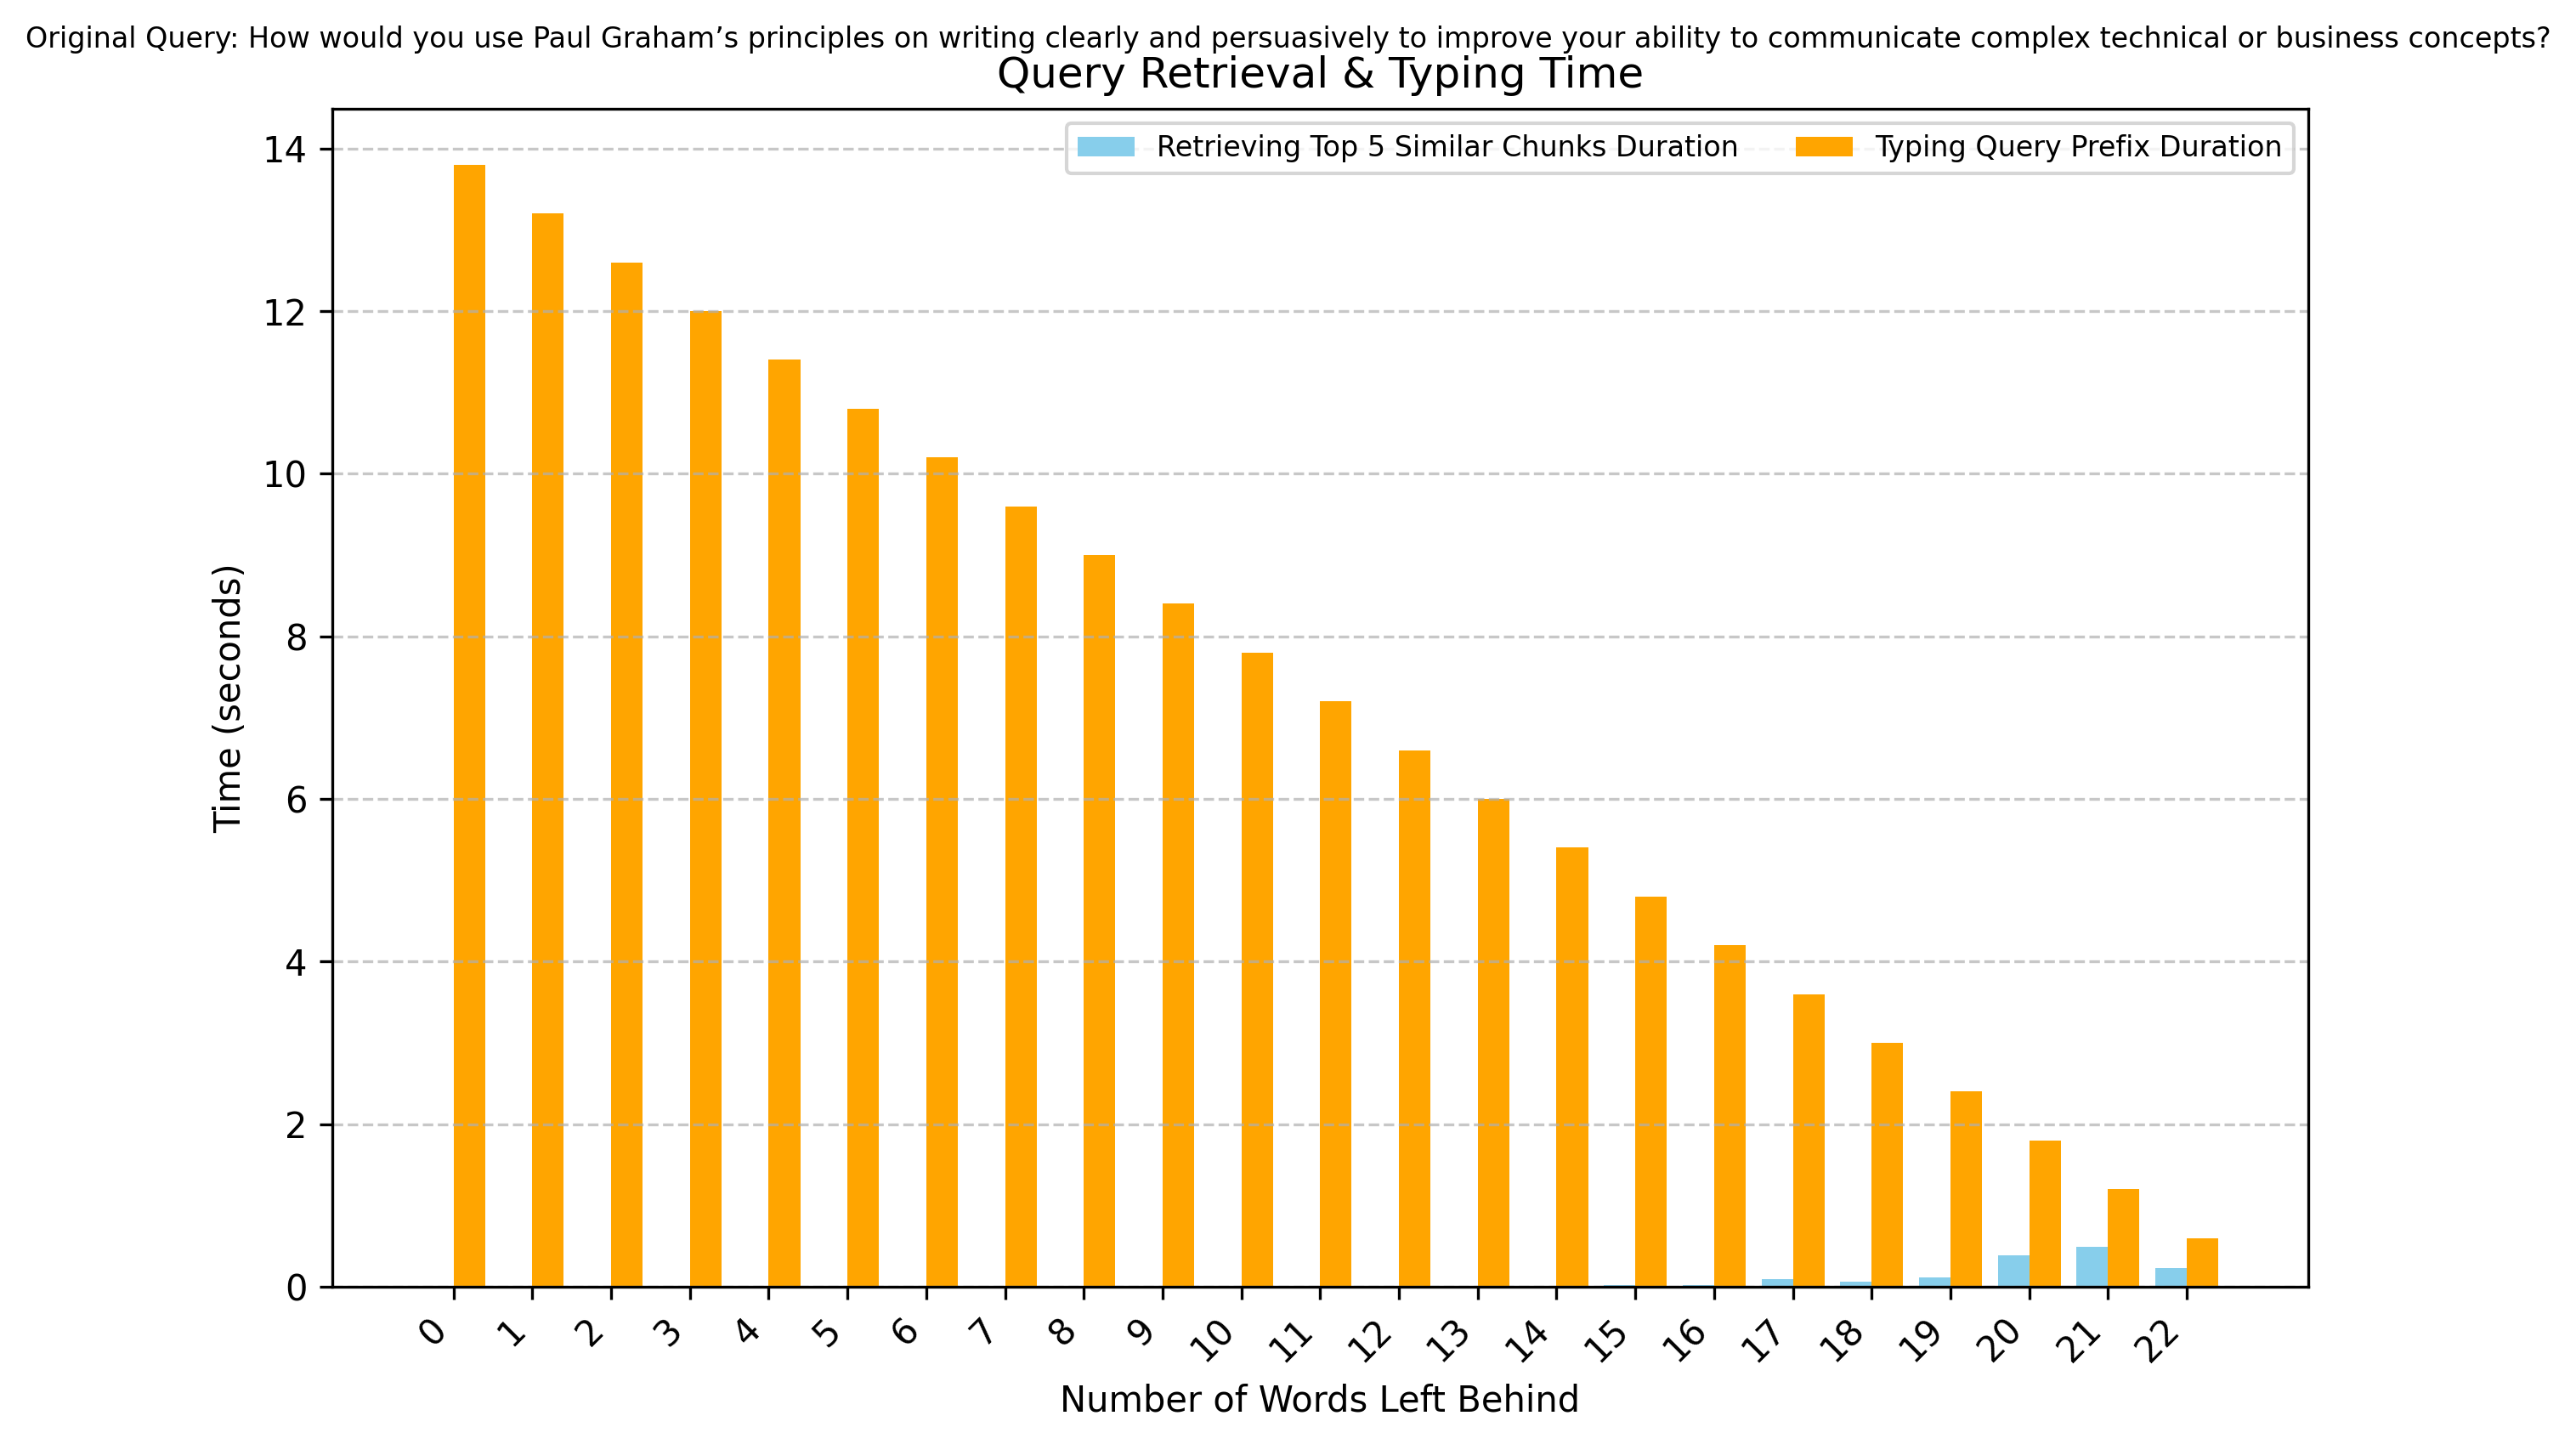 Original Query: How would you use Paul Graham’s principles on writing clearly and persuasively to improve your ability to communicate complex technical or business concepts?
Query Retrieval & Typing Time
Retrieving Top 5 Similar Chunks Duration
Typing Query Prefix Duration
14
12
10
8
6
4
2
0
Time (seconds)
0 1 2 3 4 5 6 7 8 9 10 11 12 13 14 15 16 17 18 19 20 21 22
Number of Words Left Behind